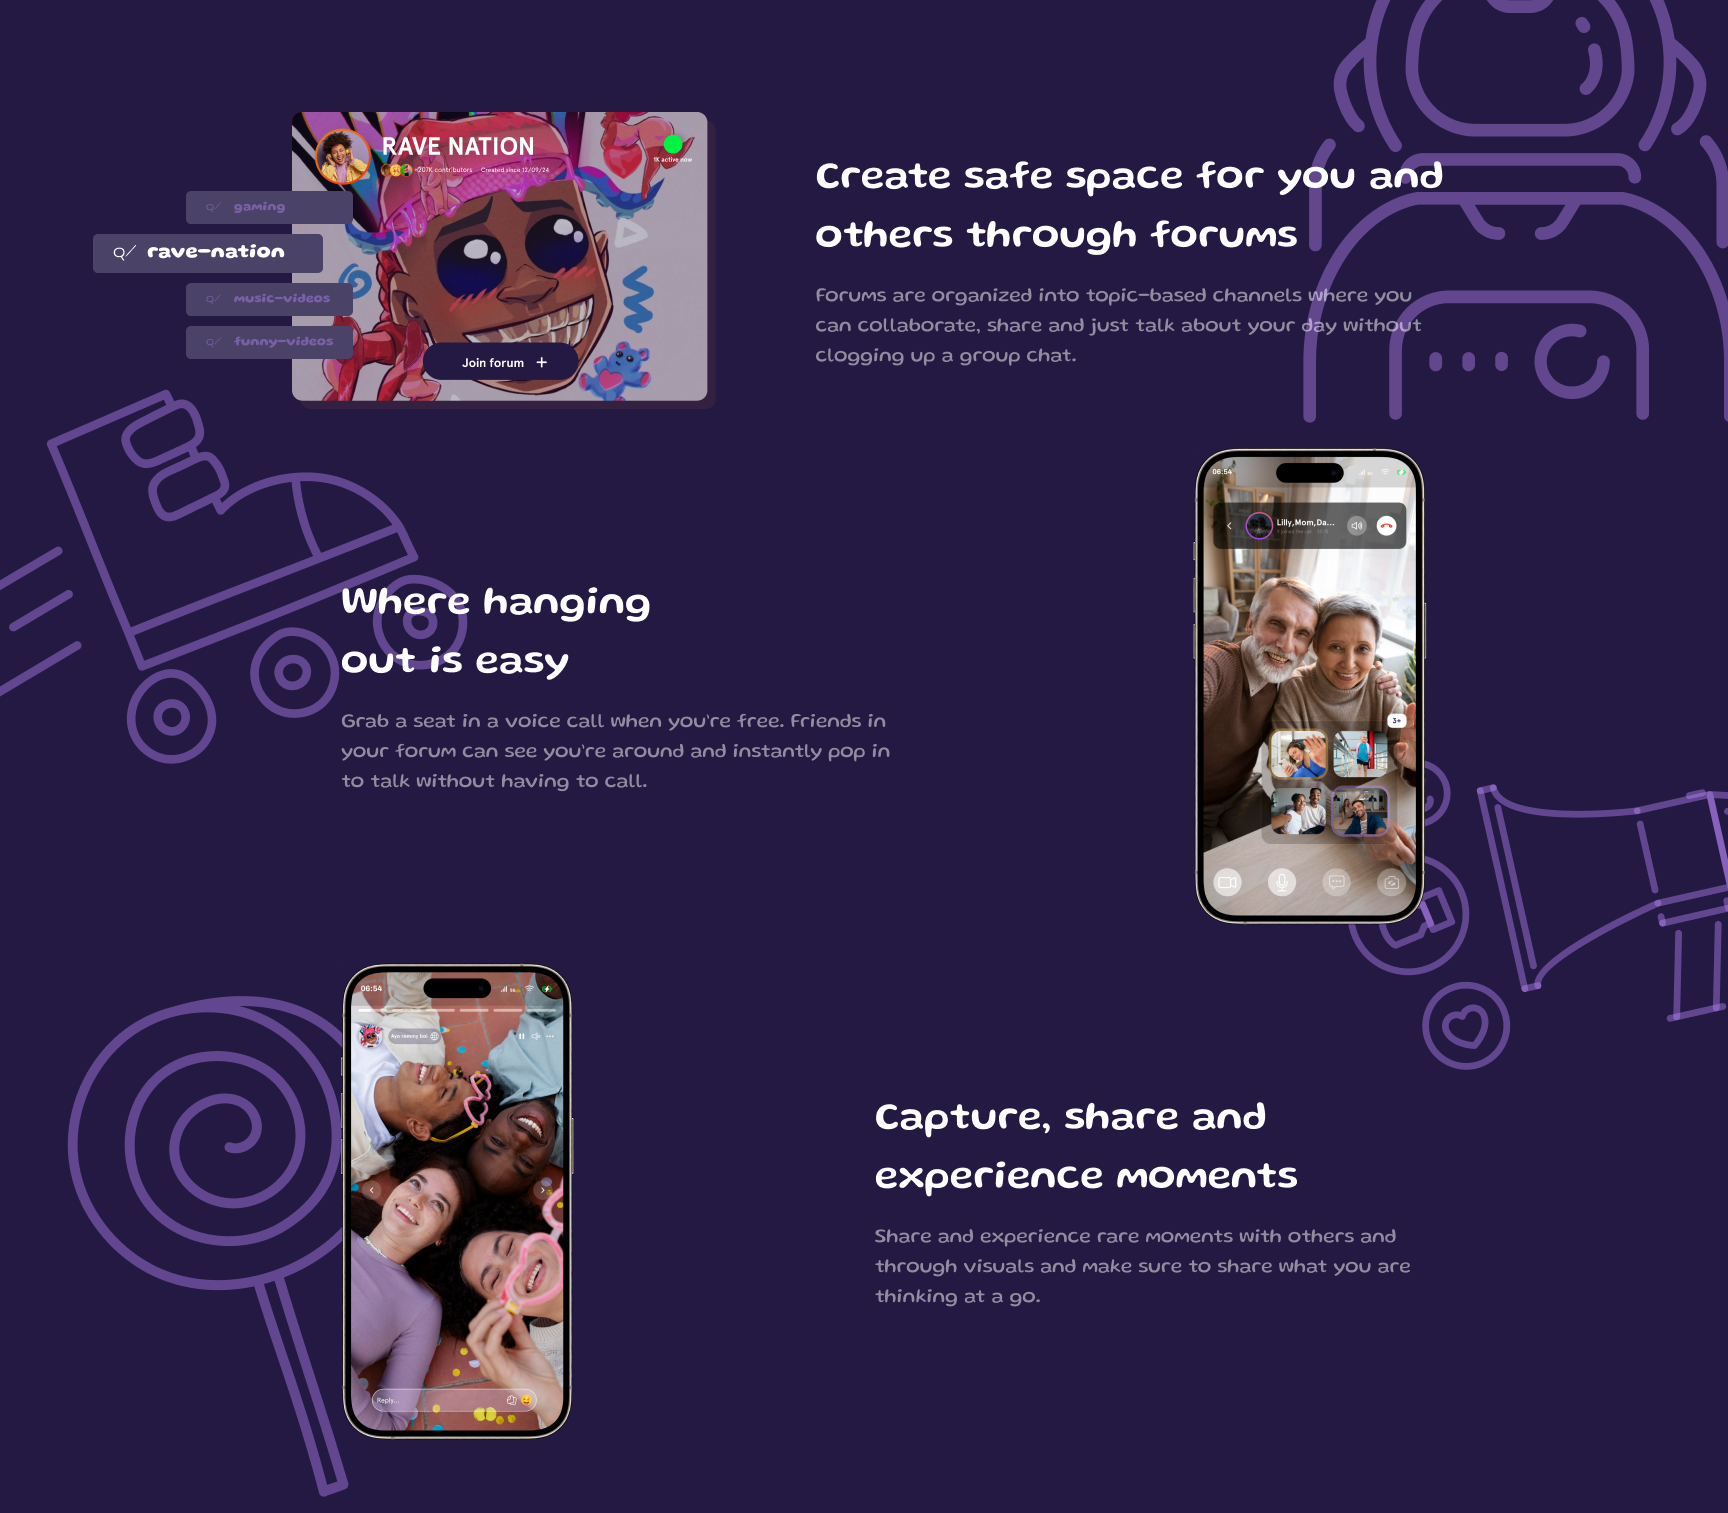 RAVE NATION
+207K contributors Created since 12/09/24
1K active now
gaming
rave-nation
music-videos
funny-videos
Join forum +
Create safe space for you and
others through forums
Forums are organized into topic-based channels where you
can collaborate, share and just talk about your day without
clogging up a group chat.
Where hanging
out is easy
Grab a seat in a voice call when you're free. Friends in
your forum can see you're around and instantly pop in
to talk without having to call.
06:54
Lilly,Mom,Da...
3+
06:54
Reply...
Capture, share and
experience moments
Share and experience rare moments with others and
through visuals and make sure to share what you are
thinking at a go.